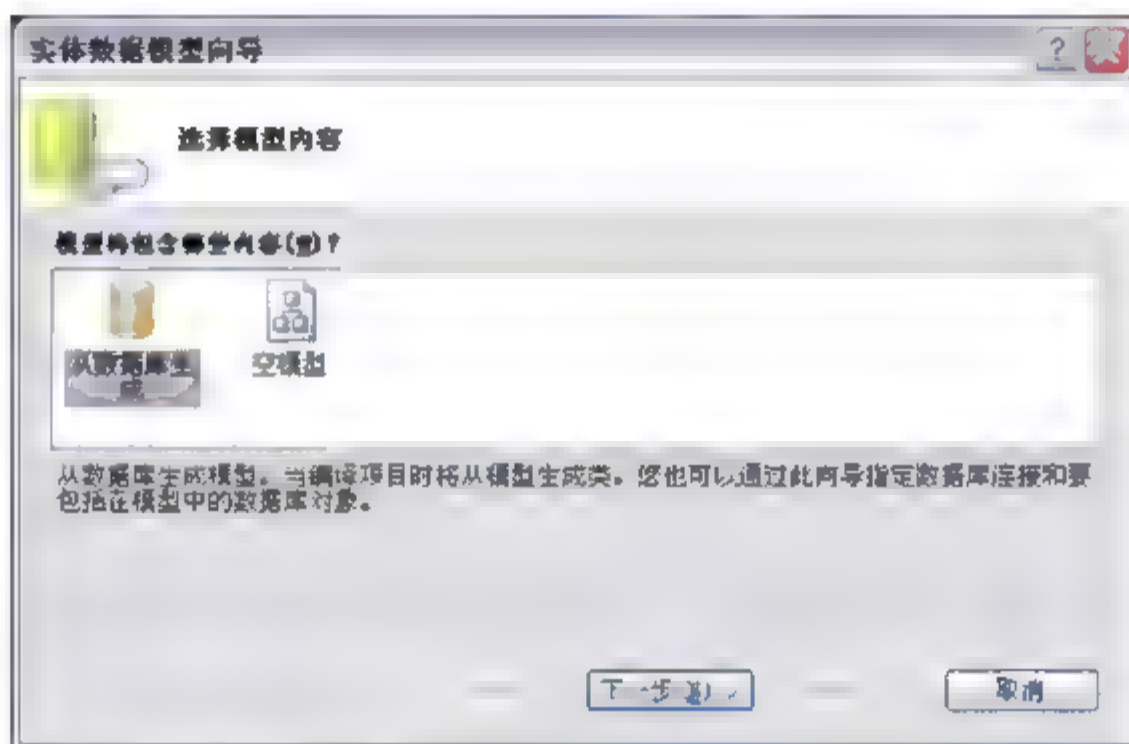 实体数据模型向导
?
选择模型内容
模型将包含哪些内容(W)?
从数据库生
成
空模型
从数据库生成模型。当编译项目时将从模型生成类。您也可以通过此向导指定数据库连接和要
包括在模型中的数据库对象。
下一步
取消